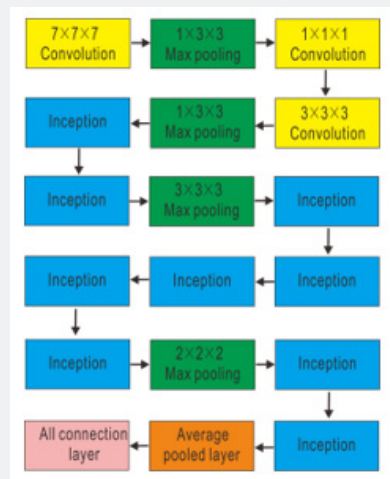 7×7×7
Convolution
1×3×3
Max pooling
1×1×1
Convolution
Inception
1×3×3
Max pooling
3×3×3
Convolution
Inception
3×3×3
Max pooling
Inception
Inception
Inception
Inception
Inception
2×2×2
Max pooling
Inception
All connection
layer
Average
pooled layer
Inception